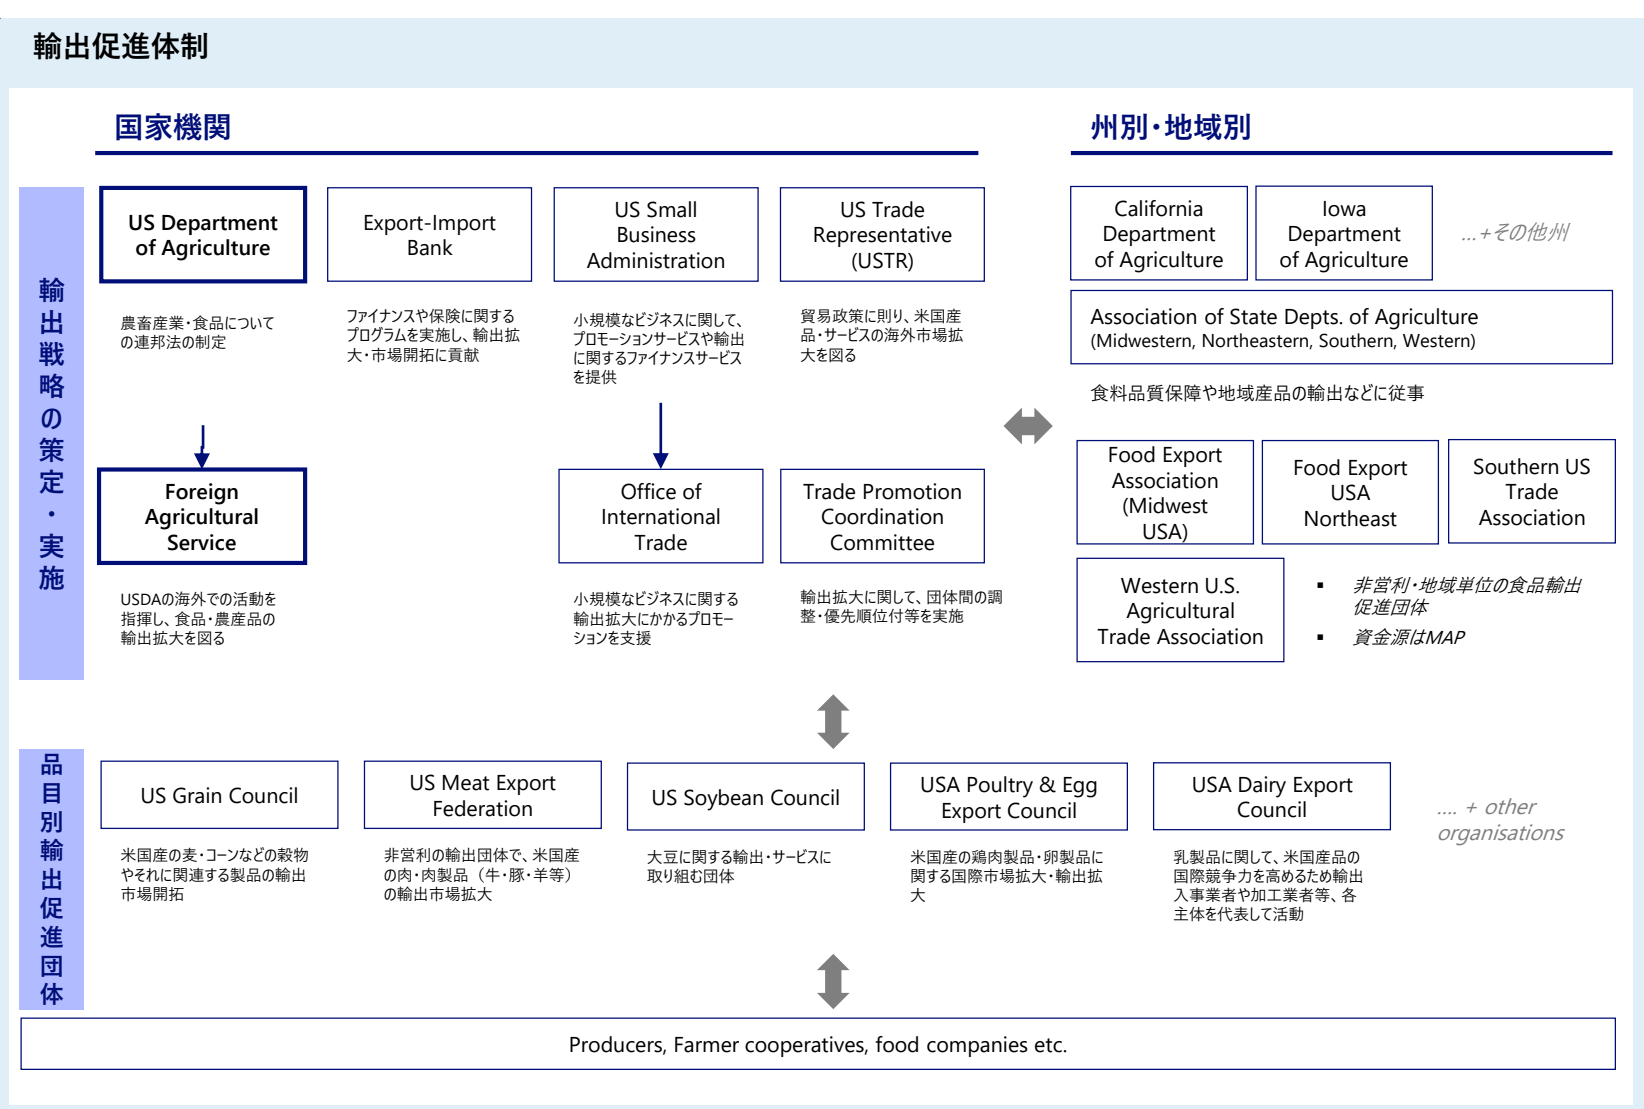 輸出促進体制
国家機関
州別・地域別
輸出戦略の策定・実施
US Department
of Agriculture
Export-Import
Bank
US Small
Business
Administration
US Trade
Representative
(USTR)
農畜産業・食品について
の連邦法の制定
ファイナンスや保険に関する
プログラムを実施し、輸出拡
大・市場開拓に貢献
小規模なビジネスに関して、
プロモーションサービスや輸出
に関するファイナンスサービス
を提供
貿易政策に則り、米国産
品・サービスの海外市場拡
大を図る
Foreign
Agricultural
Service
Office of
International
Trade
Trade Promotion
Coordination
Committee
USDAの海外での活動を
指揮し、食品・農産品の
輸出拡大を図る
小規模なビジネスに関する
輸出拡大にかかるプロモー
ションを支援
輸出拡大に関して、団体間の調
整・優先順位付等を実施
California
Department
of Agriculture
Iowa
Department
of Agriculture
...+その他州
Association of State Depts. of Agriculture
(Midwestern, Northeastern, Southern, Western)
食料品質保障や地域産品の輸出などに従事
Food Export
Association
(Midwest
USA)
Food Export
USA
Northeast
Southern US
Trade
Association
Western U.S.
Agricultural
Trade Association
▪ 非営利・地域単位の食品輸出
促進団体
▪ 資金源はMAP
品目別輸出促進団体
US Grain Council
US Meat Export
Federation
US Soybean Council
USA Poultry & Egg
Export Council
USA Dairy Export
Council
.... + other
organisations
米国産の麦・コーンなどの穀物
やそれに関連する製品の輸出
市場開拓
非営利の輸出団体で、米国産
の肉・肉製品（牛・豚・羊等）
の輸出市場拡大
大豆に関する輸出・サービスに
取り組む団体
米国産の鶏肉製品・卵製品に
関する国際市場拡大・輸出拡
大
乳製品に関して、米国産品の
国際競争力を高めるため輸出
入事業者や加工業者等、各
主体を代表して活動
Producers, Farmer cooperatives, food companies etc.